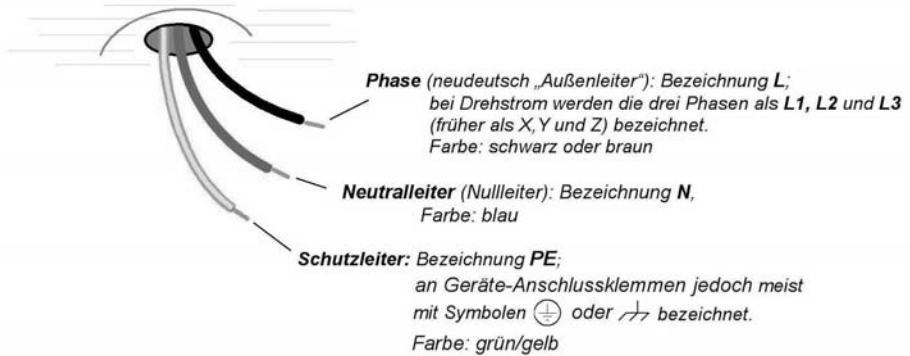 Phase (neudeutsch „Außenleiter“): Bezeichnung L;
bei Drehstrom werden die drei Phasen als L1, L2 und L3
(früher als X,Y und Z) bezeichnet.
Farbe: schwarz oder braun
Neutralleiter (Nullleiter): Bezeichnung N,
Farbe: blau
Schutzleiter: Bezeichnung PE;
an Geräte-Anschlussklemmen jedoch meist
mit Symbolen oder bezeichnet.
Farbe: grün/gelb